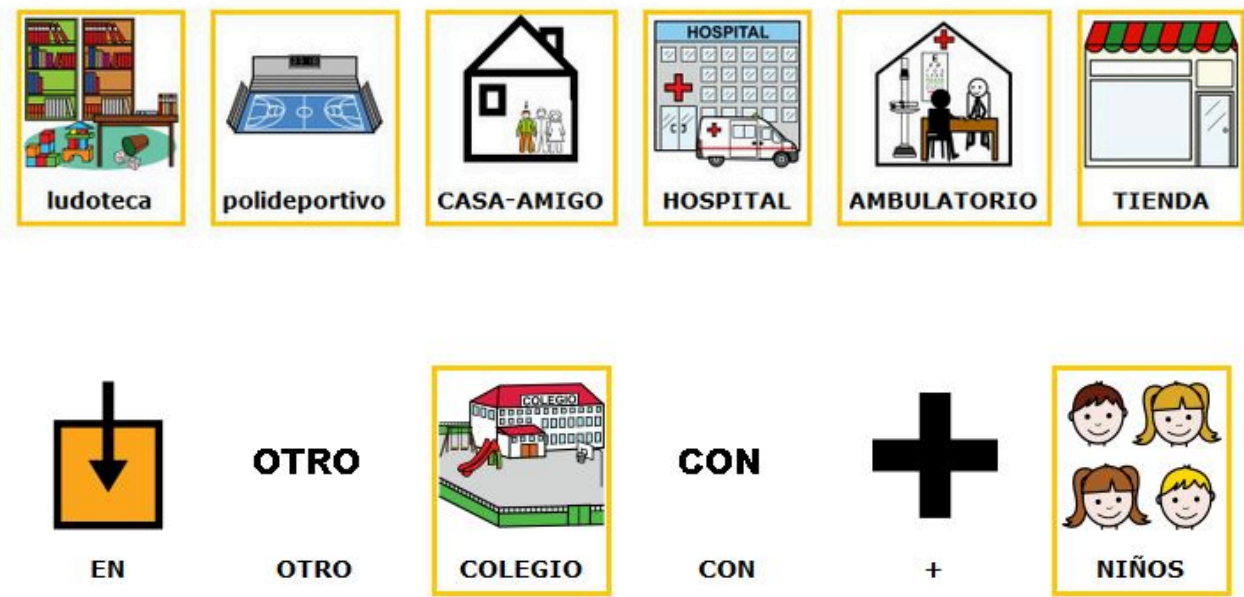 HOSPITAL
ludoteca polideportivo CASA-AMIGO HOSPITAL AMBULATORIO TIENDA
COLEGIO
OTRO CON
EN OTRO COLEGIO CON + NIÑOS